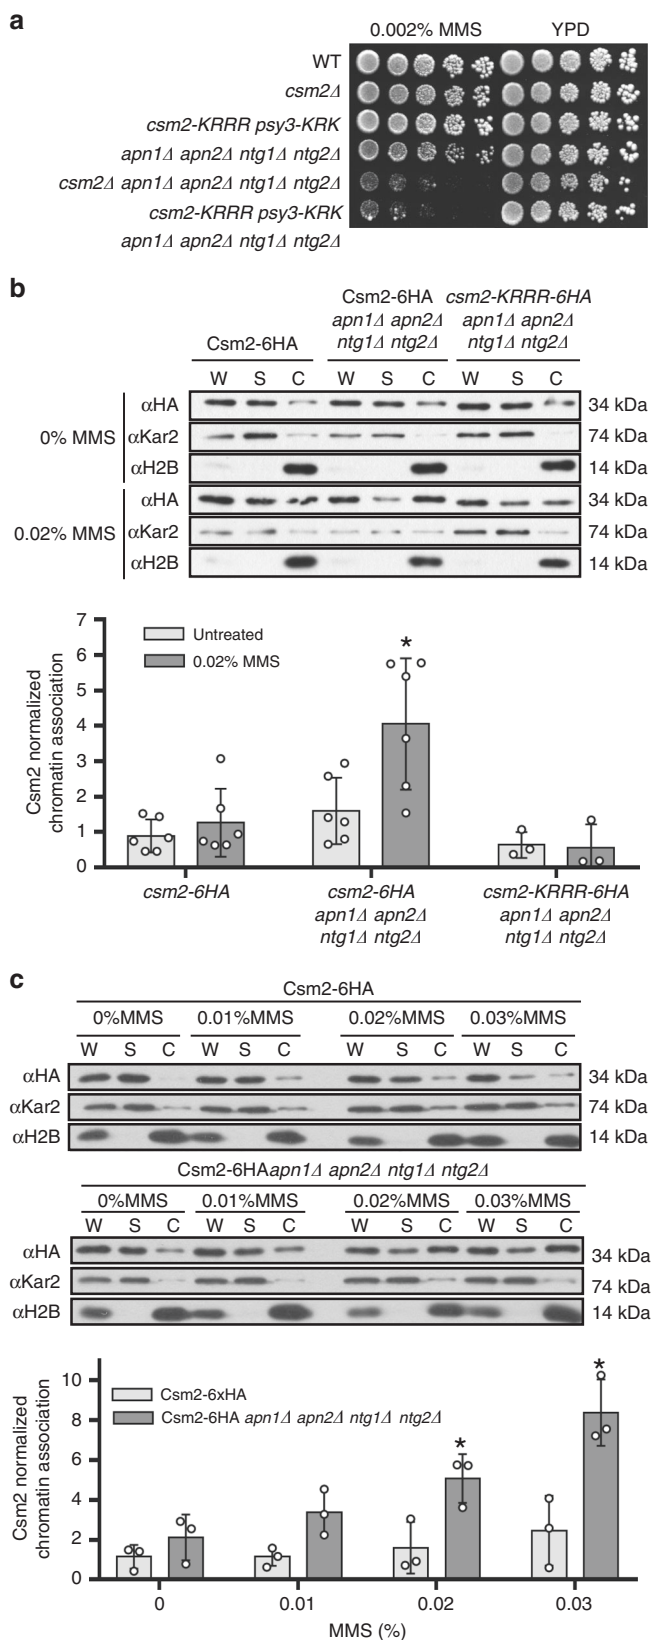 a
0.002% MMS YPD
WT
csm2Δ
csm2-KRRR psy3-KRK
apn1Δ apn2Δ ntg1Δ ntg2Δ
csm2Δ apn1Δ apn2Δ ntg1Δ ntg2Δ
csm2-KRRR psy3-KRK
apn1Δ apn2Δ ntg1Δ ntg2Δ
b
Csm2-6HA csm2-KRRR-6HA
apn1Δ apn2Δ apn1Δ apn2Δ
Csm2-6HA ntg1Δ ntg2Δ ntg1Δ ntg2Δ
W S C W S C W S C
αHA 34 kDa
0% MMS αKar2 74 kDa
αH2B 14 kDa
αHA 34 kDa
0.02% MMS αKar2 74 kDa
αH2B 14 kDa
Csm2 normalized
chromatin association
7
6
5
4
3
2
1
0
Untreated
0.02% MMS
*
csm2-6HA csm2-6HA csm2-KRRR-6HA
apn1Δ apn2Δ apn1Δ apn2Δ
ntg1Δ ntg2Δ ntg1Δ ntg2Δ
c
Csm2-6HA
0%MMS 0.01%MMS 0.02%MMS 0.03%MMS
W S C W S C W S C W S C
αHA 34 kDa
αKar2 74 kDa
αH2B 14 kDa
Csm2-6HAapn1Δ apn2Δ ntg1Δ ntg2Δ
0%MMS 0.01%MMS 0.02%MMS 0.03%MMS
W S C W S C W S C W S C
αHA 34 kDa
αKar2 74 kDa
αH2B 14 kDa
Csm2 normalized
chromatin association
10
8
6
4
2
0
Csm2-6xHA
Csm2-6HA apn1Δ apn2Δ ntg1Δ ntg2Δ
* *
0 0.01 0.02 0.03
MMS (%)